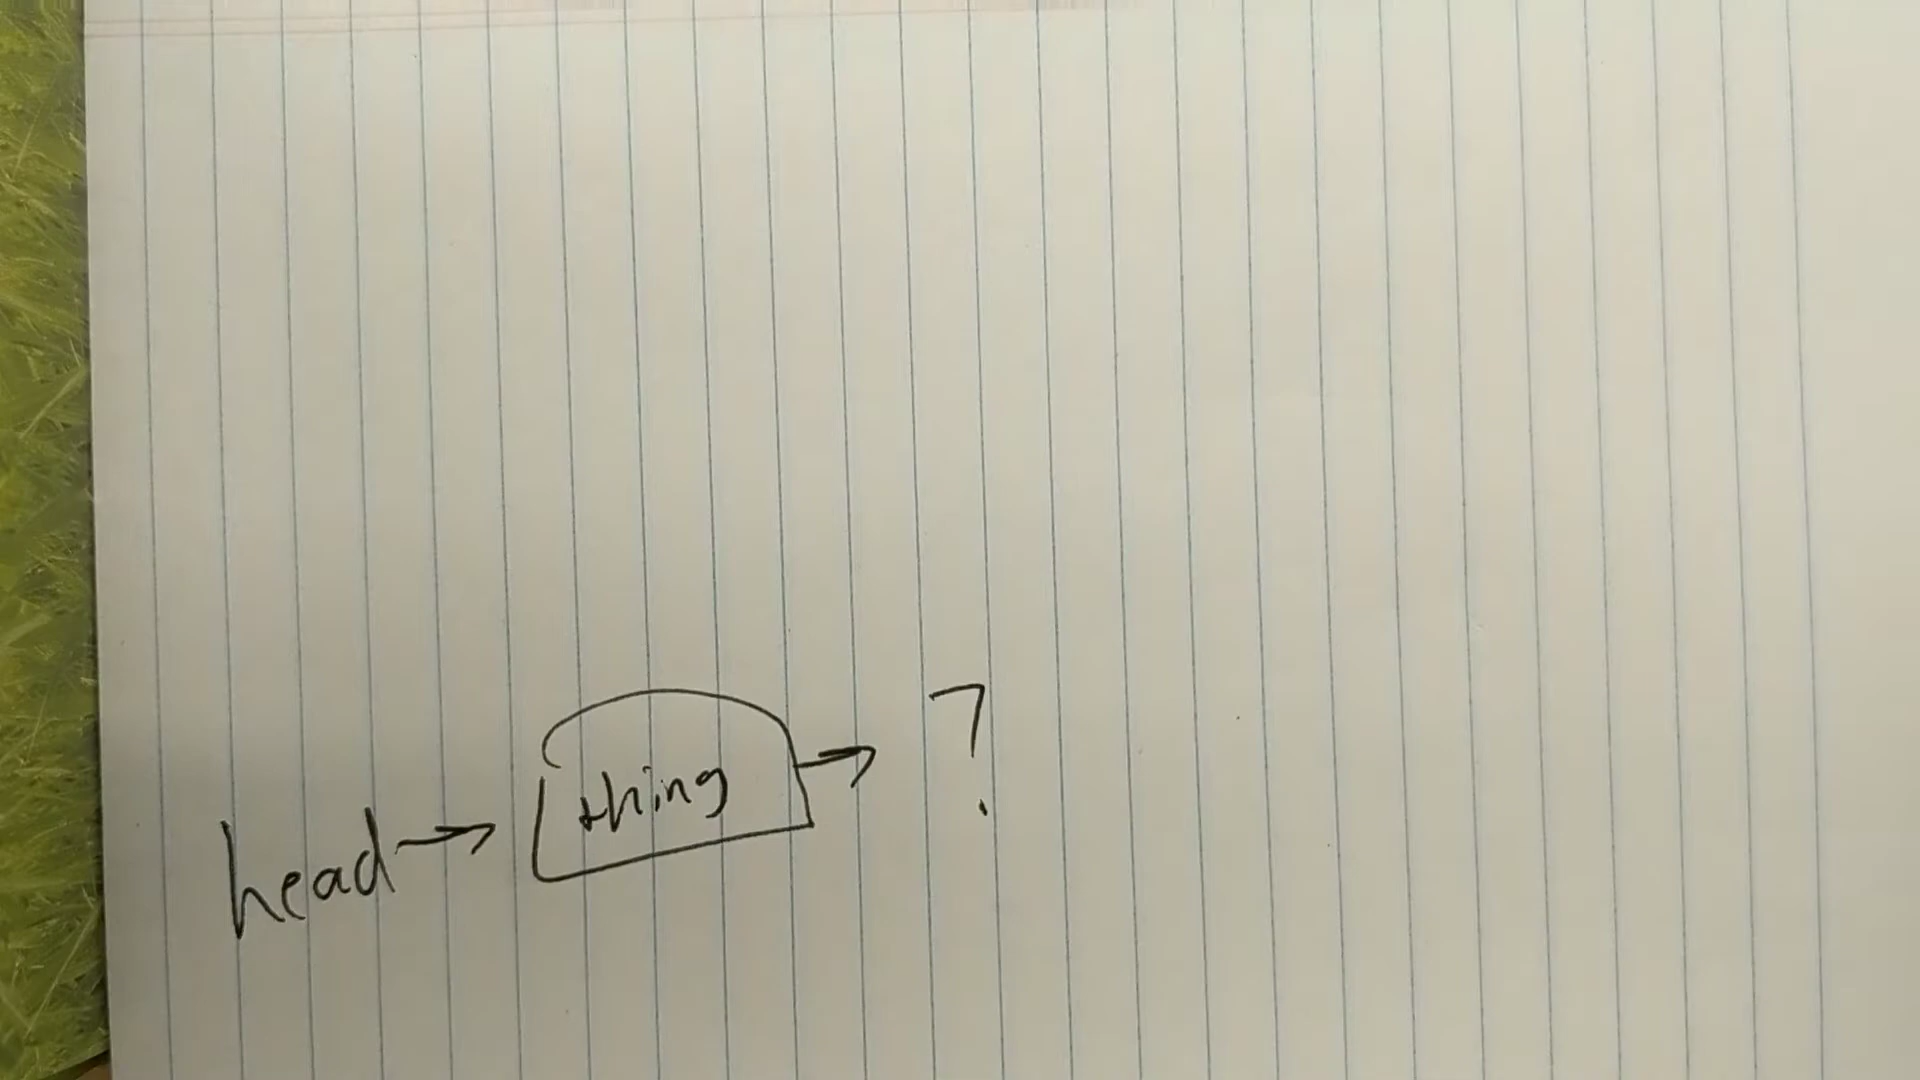 head → thing → ?